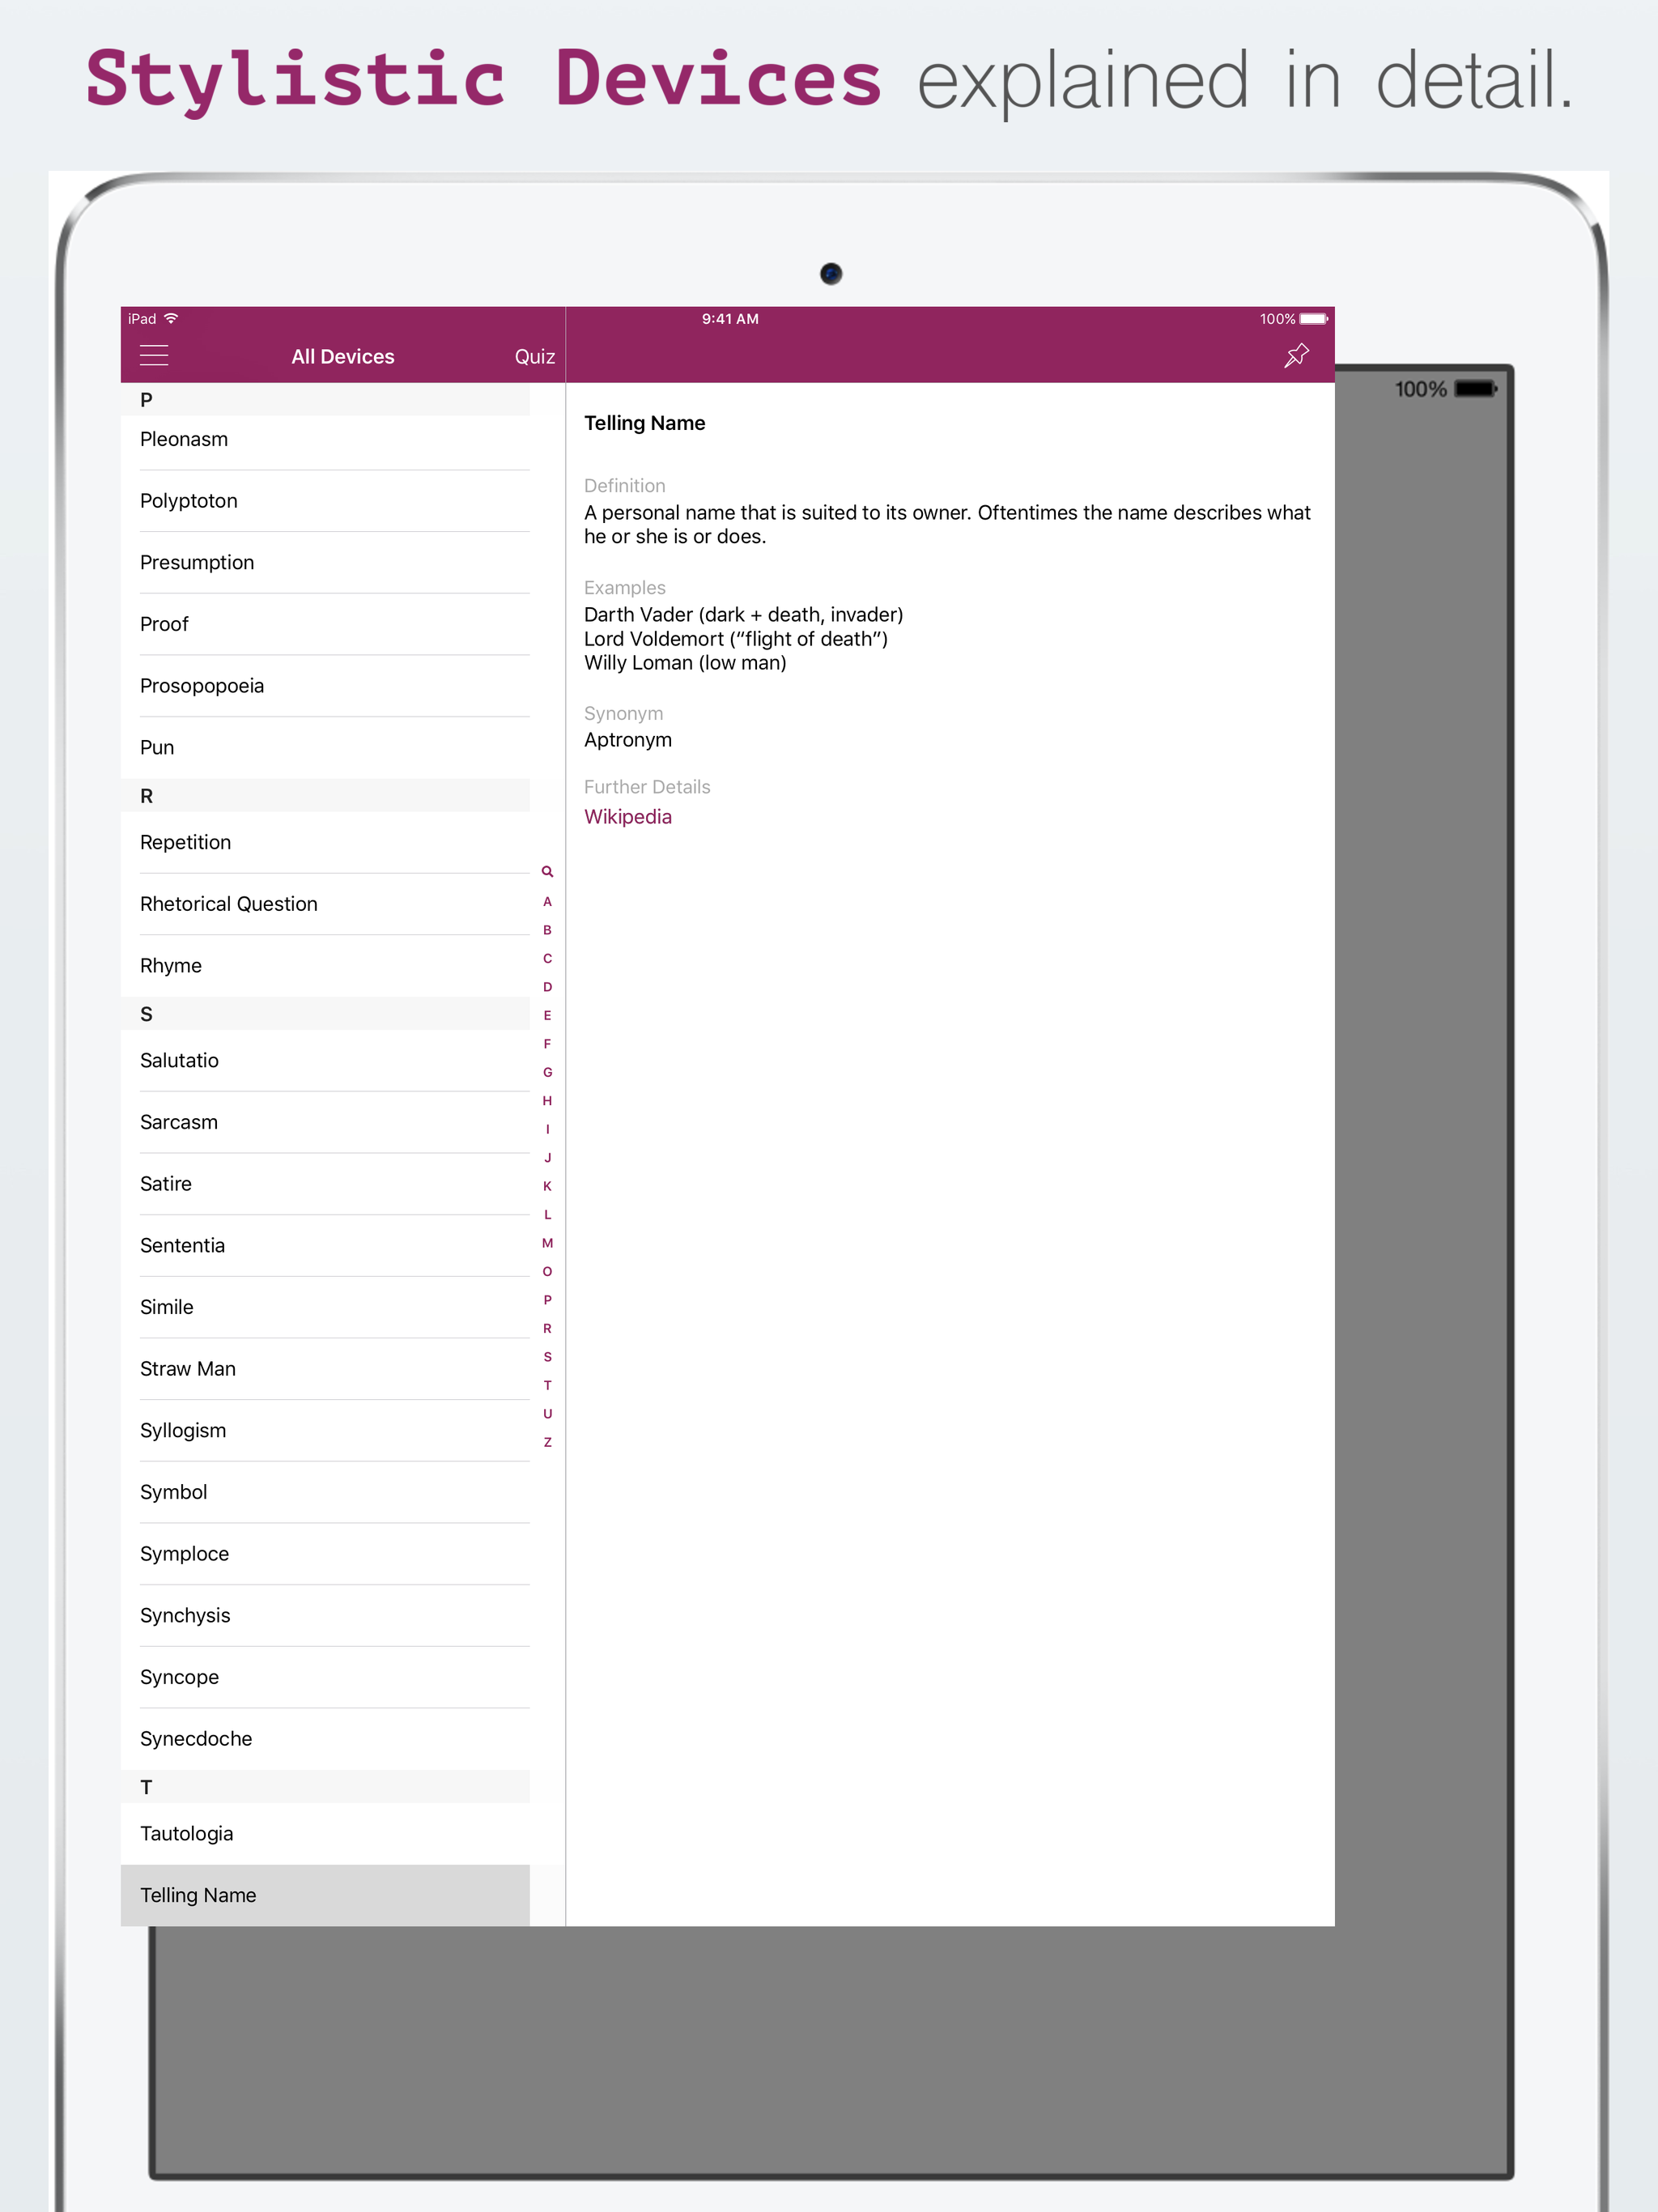 Stylistic Devices explained in detail.
iPad 9:41 AM 100%
All Devices Quiz
100%
P
Pleonasm
Polyptoton
Presumption
Proof
Prosopopoeia
Pun
R
Repetition
Rhetorical Question
Rhyme
S
Salutatio
Sarcasm
Satire
Sententia
Simile
Straw Man
Syllogism
Symbol
Symploce
Synchysis
Syncope
Synecdoche
T
Tautologia
Telling Name
A
B
C
D
E
F
G
H
I
J
K
L
M
O
P
R
S
T
U
Z
Telling Name
Definition
A personal name that is suited to its owner. Oftentimes the name describes what
he or she is or does.
Examples
Darth Vader (dark + death, invader)
Lord Voldemort (“flight of death”)
Willy Loman (low man)
Synonym
Aptronym
Further Details
Wikipedia